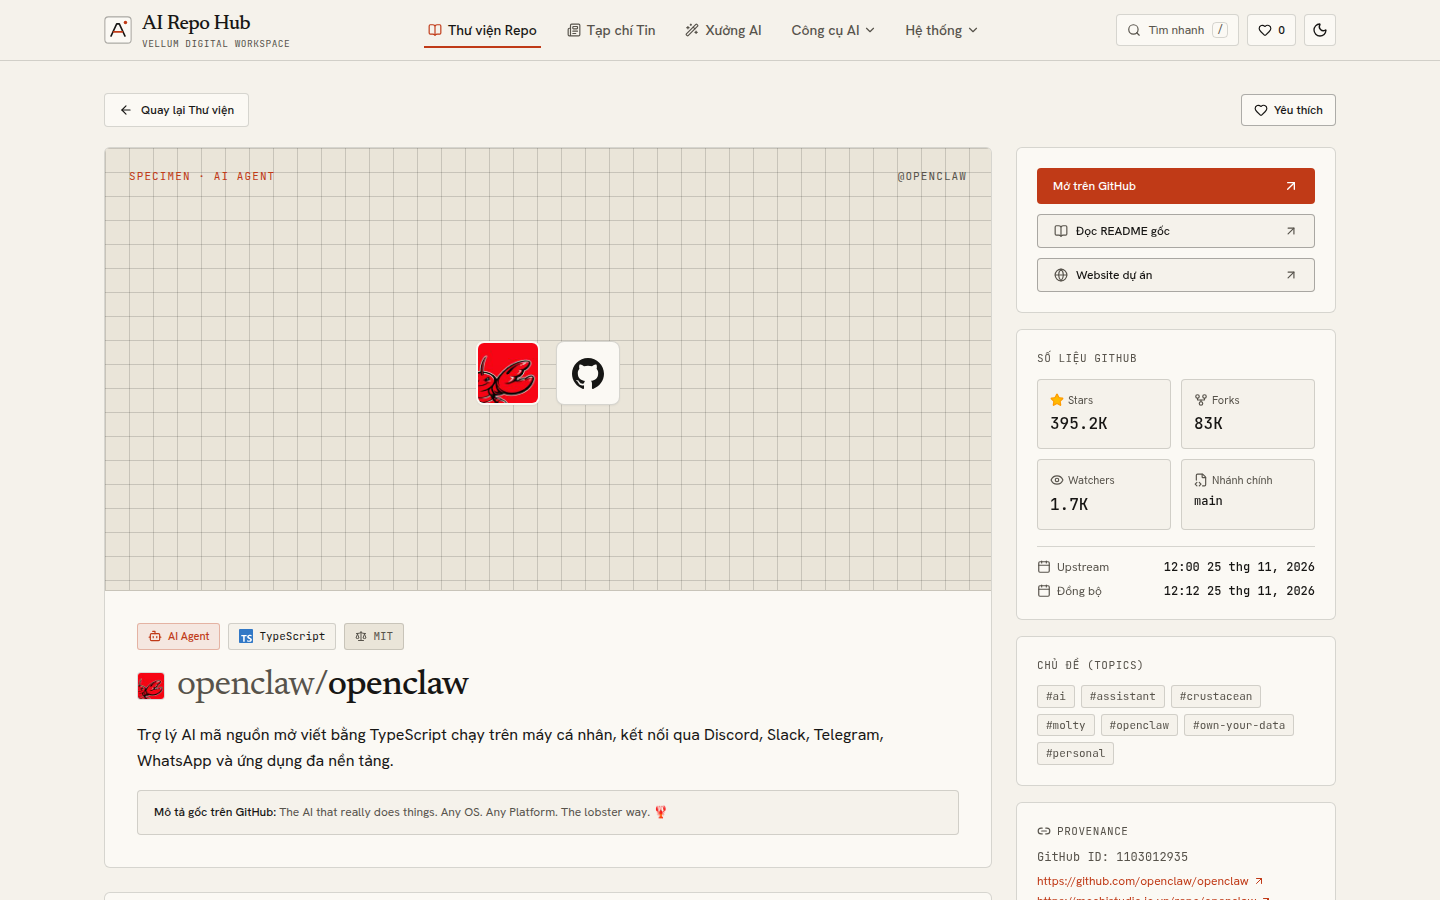 AI Repo Hub
VELLUM DIGITAL WORKSPACE
Thư viện Repo
Tạp chí Tin
Xưởng AI
Công cụ AI
Hệ thống
Tìm nhanh /
0
Quay lại Thư viện
Yêu thích
SPECIMEN · AI AGENT
@OPENCLAW
AI Agent
TS TypeScript
MIT
openclaw/openclaw
Trợ lý AI mã nguồn mở viết bằng TypeScript chạy trên máy cá nhân, kết nối qua Discord, Slack, Telegram,
WhatsApp và ứng dụng đa nền tảng.
Mô tả gốc trên GitHub: The AI that really does things. Any OS. Any Platform. The lobster way. 🦞
Mở trên GitHub
Đọc README gốc
Website dự án
SỐ LIỆU GITHUB
Stars
395.2K
Forks
83K
Watchers
1.7K
Nhánh chính
main
Upstream 12:00 25 thg 11, 2026
Đồng bộ 12:12 25 thg 11, 2026
CHỦ ĐỀ (TOPICS)
#ai #assistant #crustacean
#molty #openclaw #own-your-data
#personal
PROVENANCE
GitHub ID: 1103012935
https://github.com/openclaw/openclaw